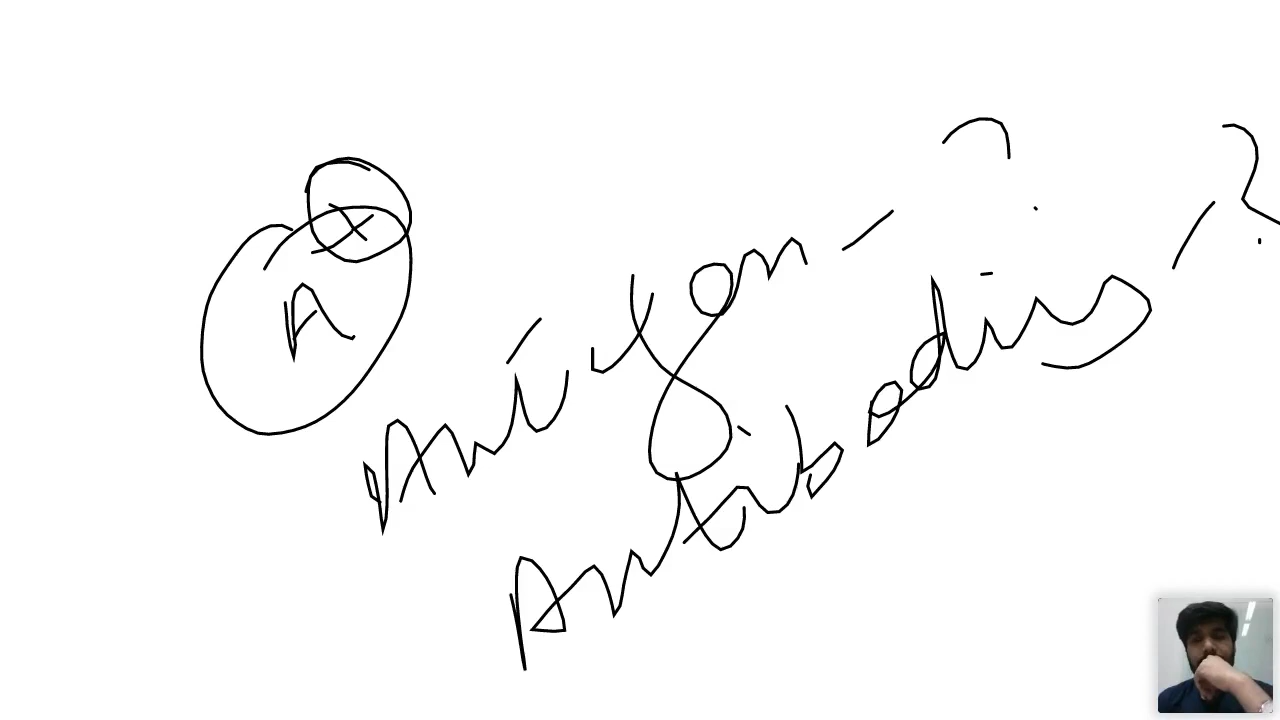 A x
Antigen - ?
Antibodies - ?